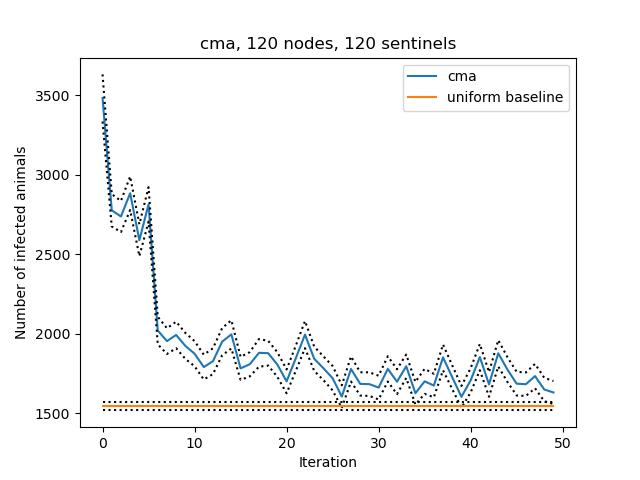 cma, 120 nodes, 120 sentinels
cma
uniform baseline
Number of infected animals
3500
3000
2500
2000
1500
0 10 20 30 40 50
Iteration